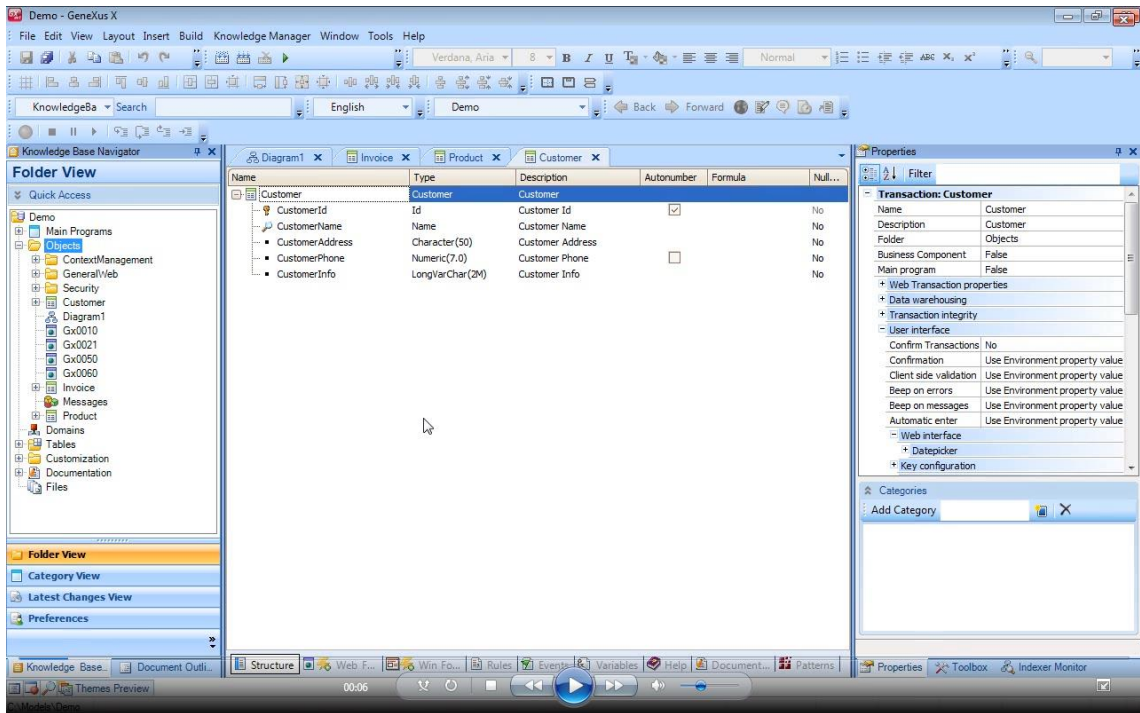 Demo - GeneXus X
File Edit View Layout Insert Build Knowledge Manager Window Tools Help
Verdana, Aria 8 B I U Normal ABC X, x²
KnowledgeBa Search English Demo Back Forward
Knowledge Base Navigator
Folder View
Quick Access
Demo
Main Programs
Objects
ContextManagement
GeneralWeb
Security
Customer
Diagram1
Gx0010
Gx0021
Gx0050
Gx0060
Invoice
Messages
Product
Domains
Tables
Customization
Documentation
Files
Folder View
Category View
Latest Changes View
Preferences
Knowledge Base... Document Outli...
Themes Preview
Diagram1 Invoice Product Customer
Name Type Description Autonumber Formula Null...
Customer Customer Customer
CustomerId Id Customer Id No
CustomerName Name Customer Name No
CustomerAddress Character(50) Customer Address No
CustomerPhone Numeric(7.0) Customer Phone No
CustomerInfo LongVarChar(2M) Customer Info No
Structure Web F... Win Fo... Rules Events Variables Help Document... Patterns
Properties
Filter
Transaction: Customer
Name Customer
Description Customer
Folder Objects
Business Component False
Main program False
Web Transaction properties
Data warehousing
Transaction integrity
User interface
Confirm Transactions No
Confirmation Use Environment property value
Client side validation Use Environment property value
Beep on errors Use Environment property value
Beep on messages Use Environment property value
Automatic enter Use Environment property value
Web interface
Datepicker
Key configuration
Categories
Add Category
Properties Toolbox Indexer Monitor
00:06
C:\Models\Demo